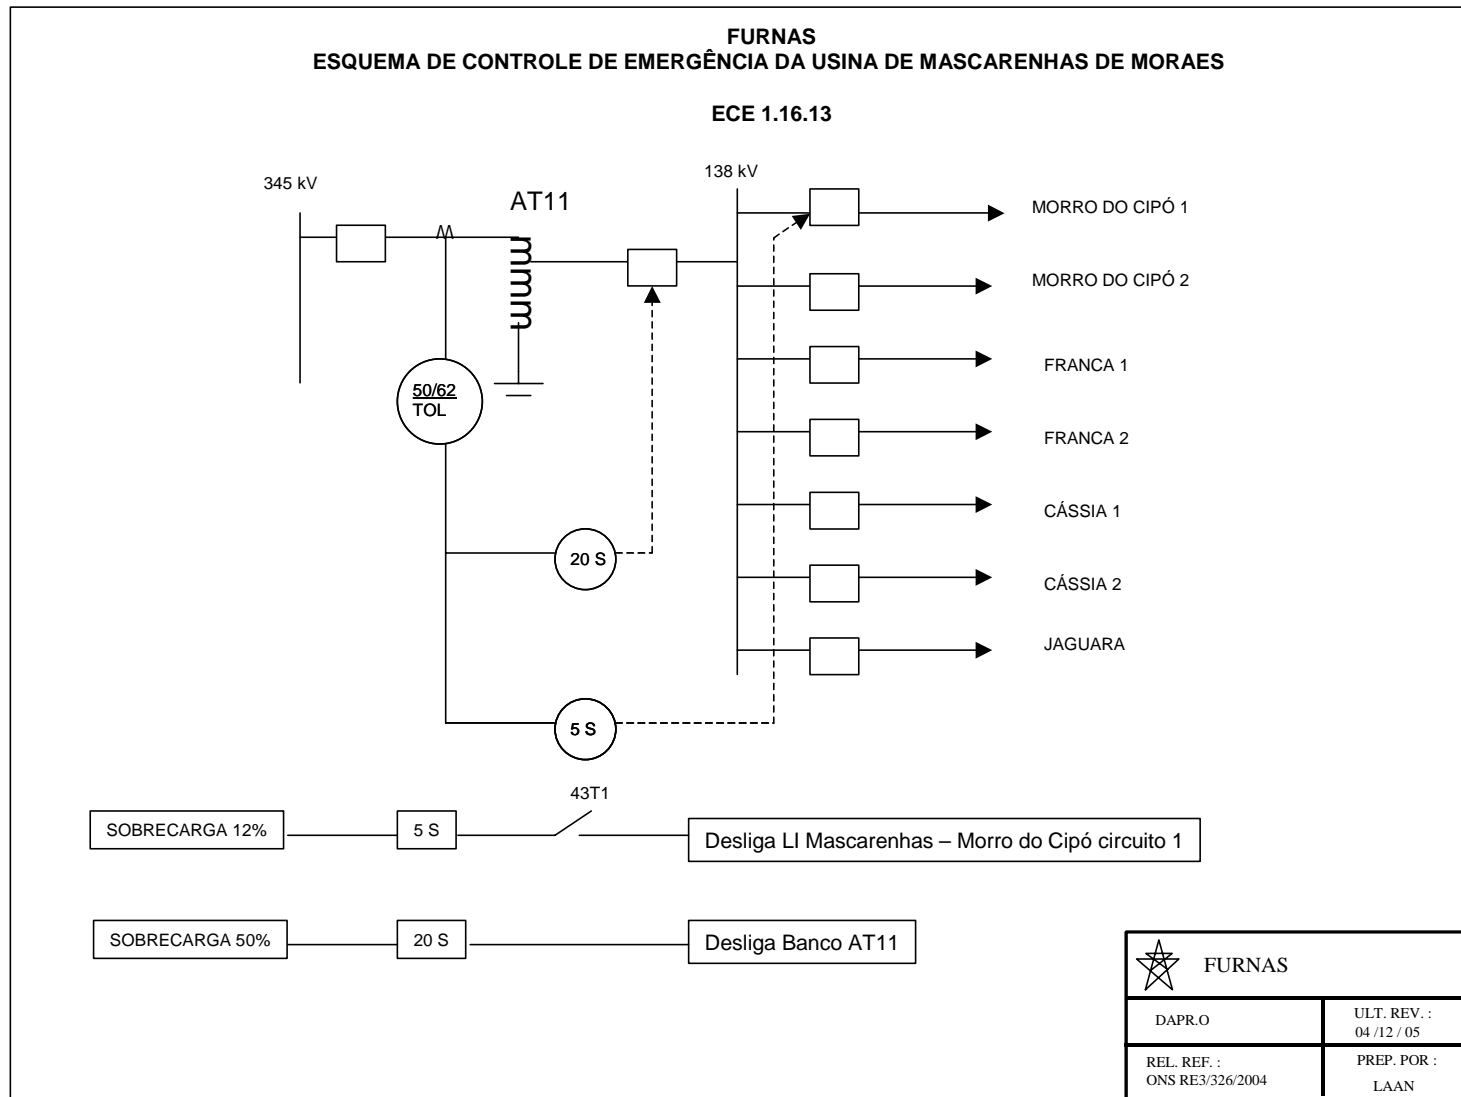 FURNAS
ESQUEMA DE CONTROLE DE EMERGÊNCIA DA USINA DE MASCARENHAS DE MORAES
ECE 1.16.13
345 kV
AT11
138 kV
MORRO DO CIPÓ 1
MORRO DO CIPÓ 2
FRANCA 1
50/62
TOL
FRANCA 2
CÁSSIA 1
20 S
CÁSSIA 2
JAGUARA
5 S
43T1
SOBRECARGA 12%
5 S
Desliga LI Mascarenhas – Morro do Cipó circuito 1
SOBRECARGA 50%
20 S
Desliga Banco AT11
FURNAS
DAPR.O
ULT. REV. :
04 /12 / 05
REL. REF. :
ONS RE3/326/2004
PREP. POR :
LAAN